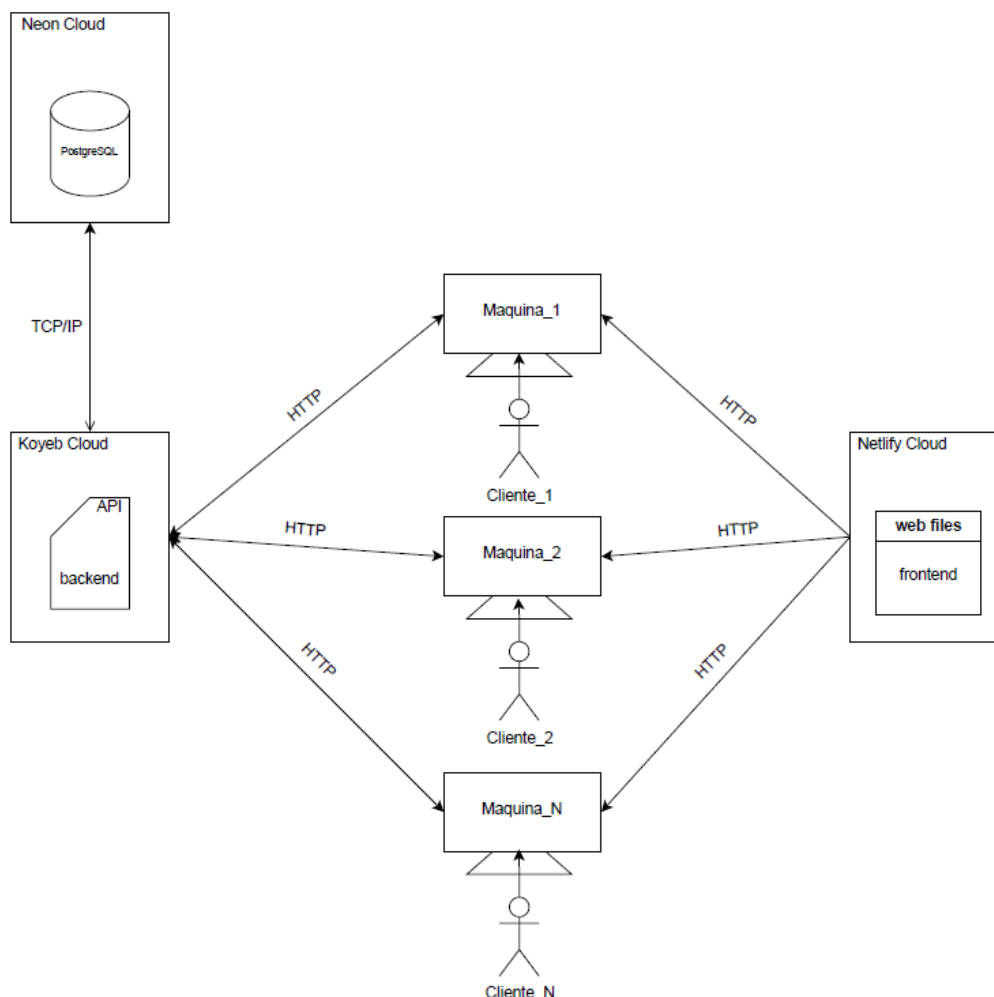 Neon Cloud
PostgreSQL
TCP/IP
Maquina_1
HTTP
HTTP
Cliente_1
Koyeb Cloud
API
backend
HTTP
Maquina_2
HTTP
Netlify Cloud
web files
frontend
HTTP
HTTP
Cliente_2
Maquina_N
Cliente_N